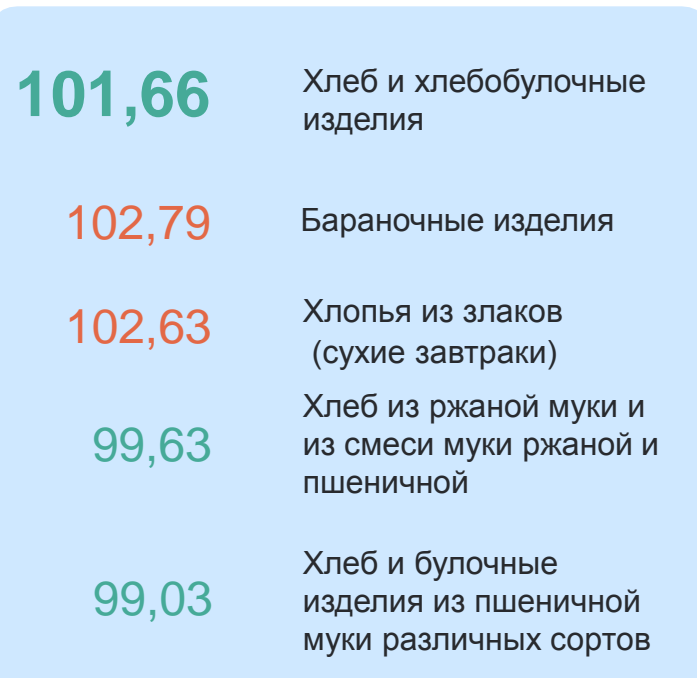 101,66 Хлеб и хлебобулочные
изделия
102,79 Бараночные изделия
102,63 Хлопья из злаков
(сухие завтраки)
99,63 Хлеб из ржаной муки и
из смеси муки ржаной и
пшеничной
99,03 Хлеб и булочные
изделия из пшеничной
муки различных сортов